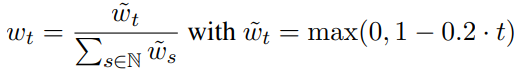 $w_t = \frac{\tilde{w}_t}{\sum_{s \in \mathbb{N}} \tilde{w}_s}$ with $\tilde{w}_t = \max(0, 1 - 0.2 \cdot t)$